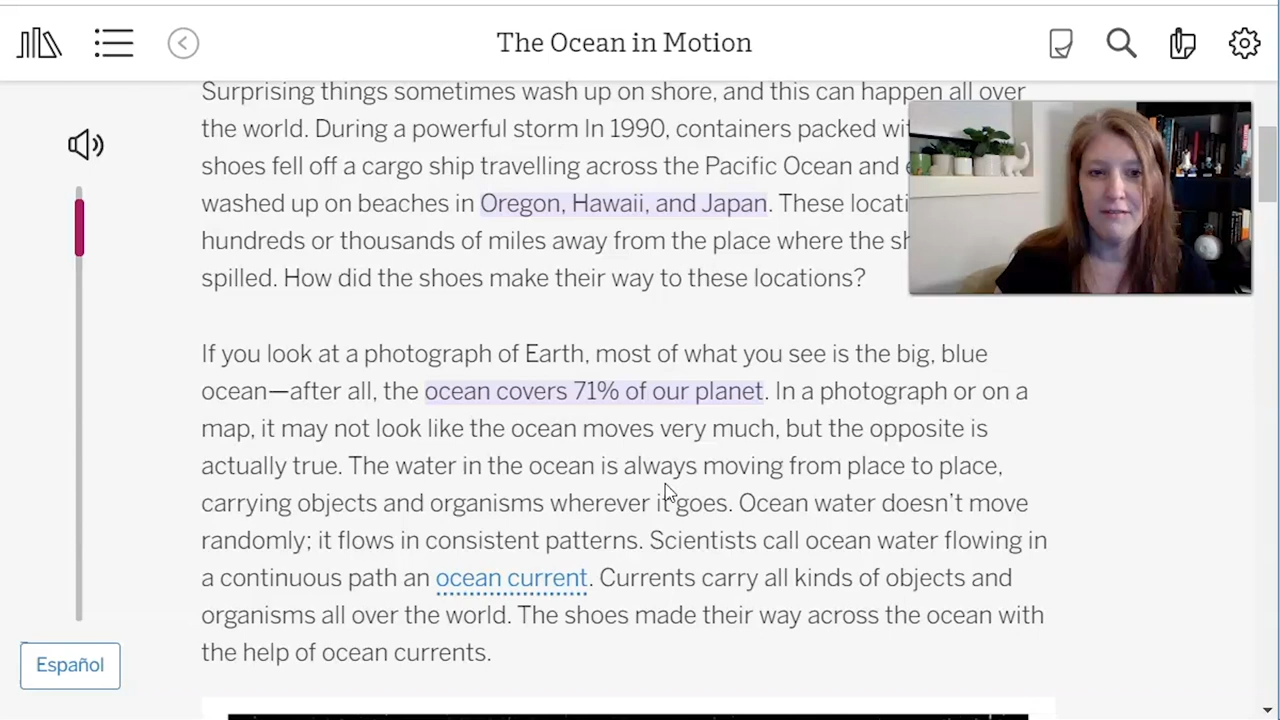 The Ocean in Motion
Surprising things sometimes wash up on shore, and this can happen all over
the world. During a powerful storm In 1990, containers packed
shoes fell off a cargo ship travelling across the Pacific Ocean and
washed up on beaches in Oregon, Hawaii, and Japan. These
hundreds or thousands of miles away from the place where the
spilled. How did the shoes make their way to these locations?
If you look at a photograph of Earth, most of what you see is the big, blue
ocean—after all, the ocean covers 71% of our planet. In a photograph or on a
map, it may not look like the ocean moves very much, but the opposite is
actually true. The water in the ocean is always moving from place to place,
carrying objects and organisms wherever it goes. Ocean water doesn't move
randomly; it flows in consistent patterns. Scientists call ocean water flowing in
a continuous path an ocean current. Currents carry all kinds of objects and
organisms all over the world. The shoes made their way across the ocean with
the help of ocean currents.
Español